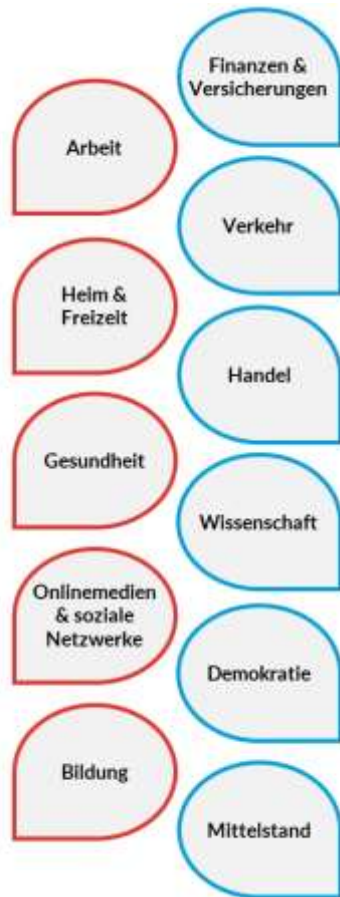 Finanzen &
Versicherungen
Arbeit
Verkehr
Heim &
Freizeit
Handel
Gesundheit
Wissenschaft
Onlinemedien
& soziale
Netzwerke
Demokratie
Bildung
Mittelstand